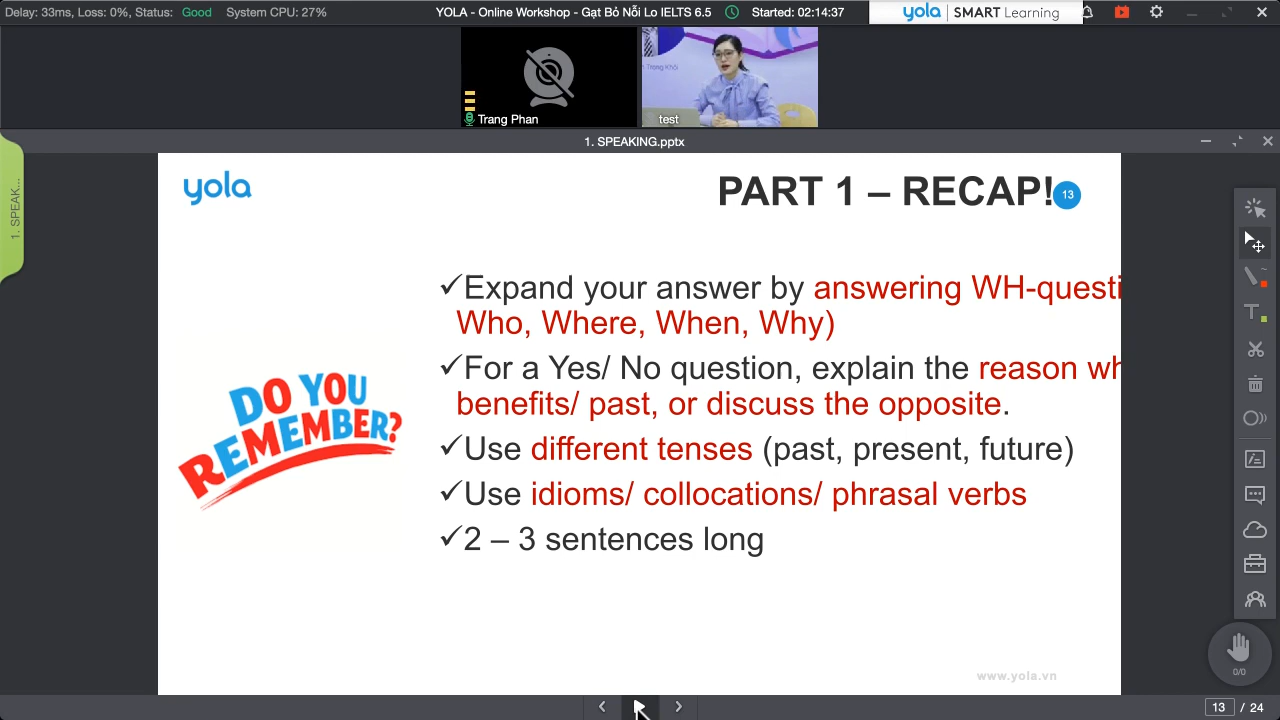 Delay: 33ms, Loss: 0%, Status: Good System CPU: 27%
YOLA - Online Workshop - Gạt Bỏ Nỗi Lo IELTS 6.5
Started: 02:14:37
yola | SMART Learning
Trang Phan
Trọng Khôi
test
1. SPEAKING.pptx
1. SPEAK...
yola
PART 1 – RECAP!
13
✓Expand your answer by answering WH-questi
Who, Where, When, Why)
✓For a Yes/ No question, explain the reason wh
benefits/ past, or discuss the opposite.
✓Use different tenses (past, present, future)
✓Use idioms/ collocations/ phrasal verbs
✓2 – 3 sentences long
DO YOU
REMEMBER?
www.yola.vn
0/0
13 / 24